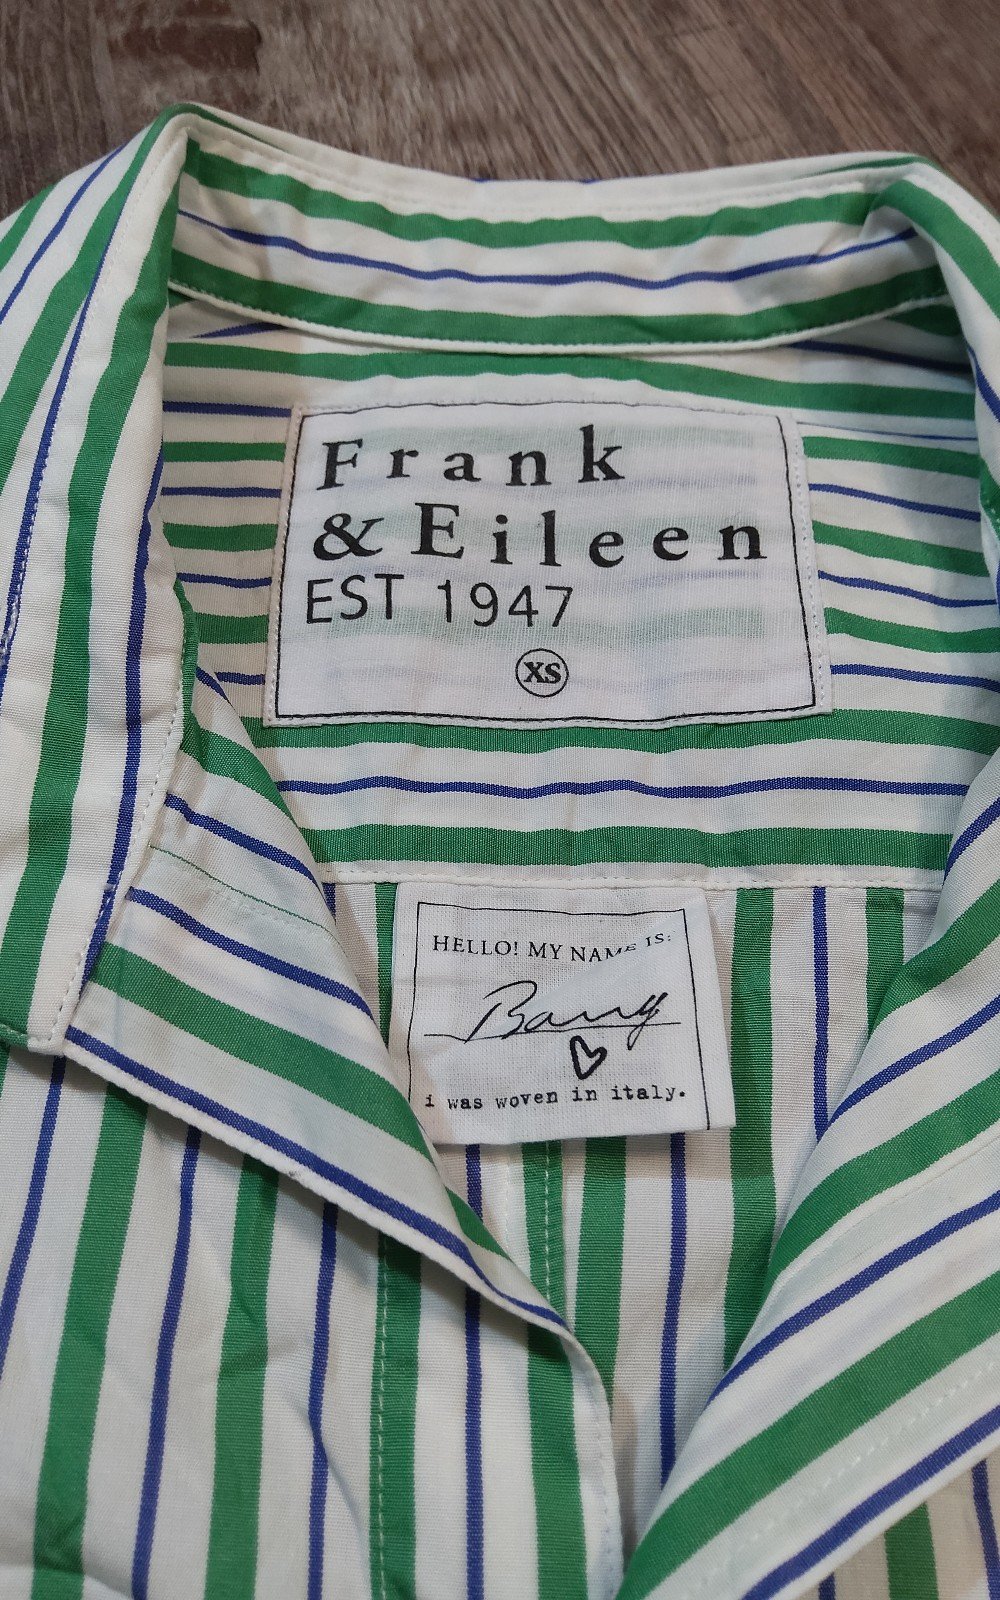 Frank
& Eileen
EST 1947
XS
HELLO! MY NAME IS:
Barry
i was woven in italy.